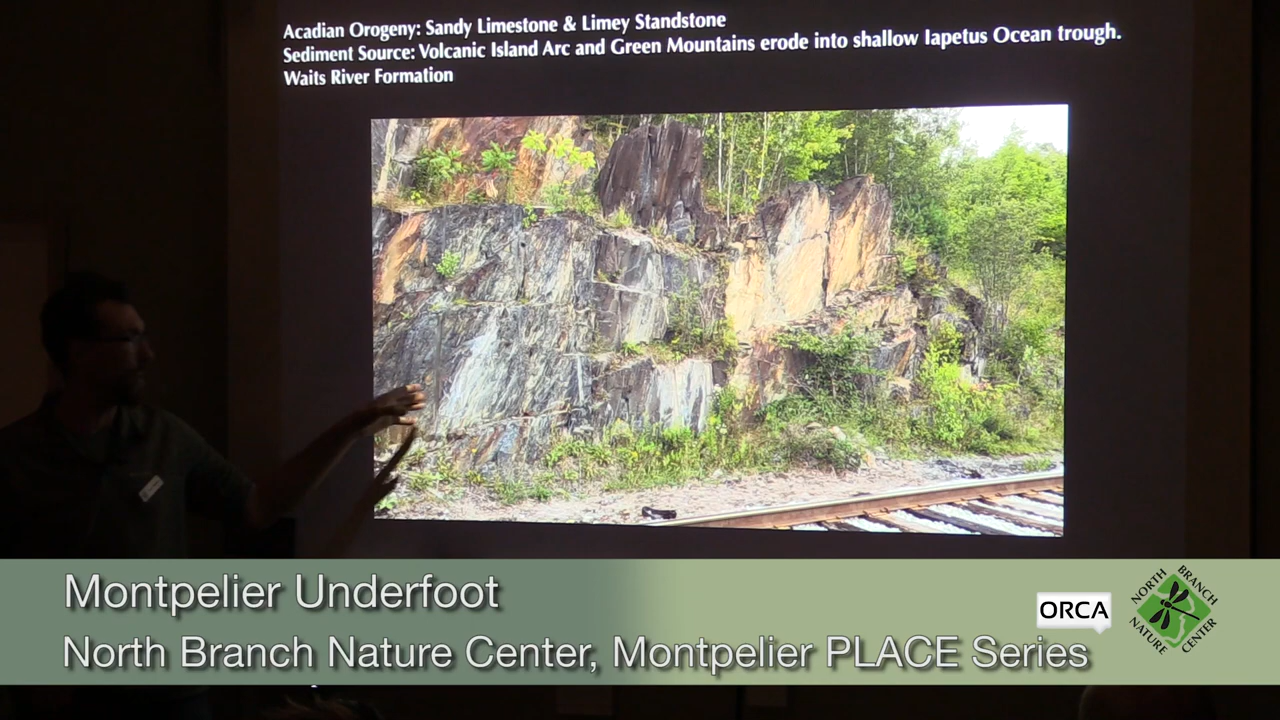 Acadian Orogeny: Sandy Limestone & Limey Standstone
Sediment Source: Volcanic Island Arc and Green Mountains erode into shallow Iapetus Ocean trough.
Waits River Formation
Montpelier Underfoot
North Branch Nature Center, Montpelier PLACE Series
ORCA
NORTH BRANCH
NATURE CENTER